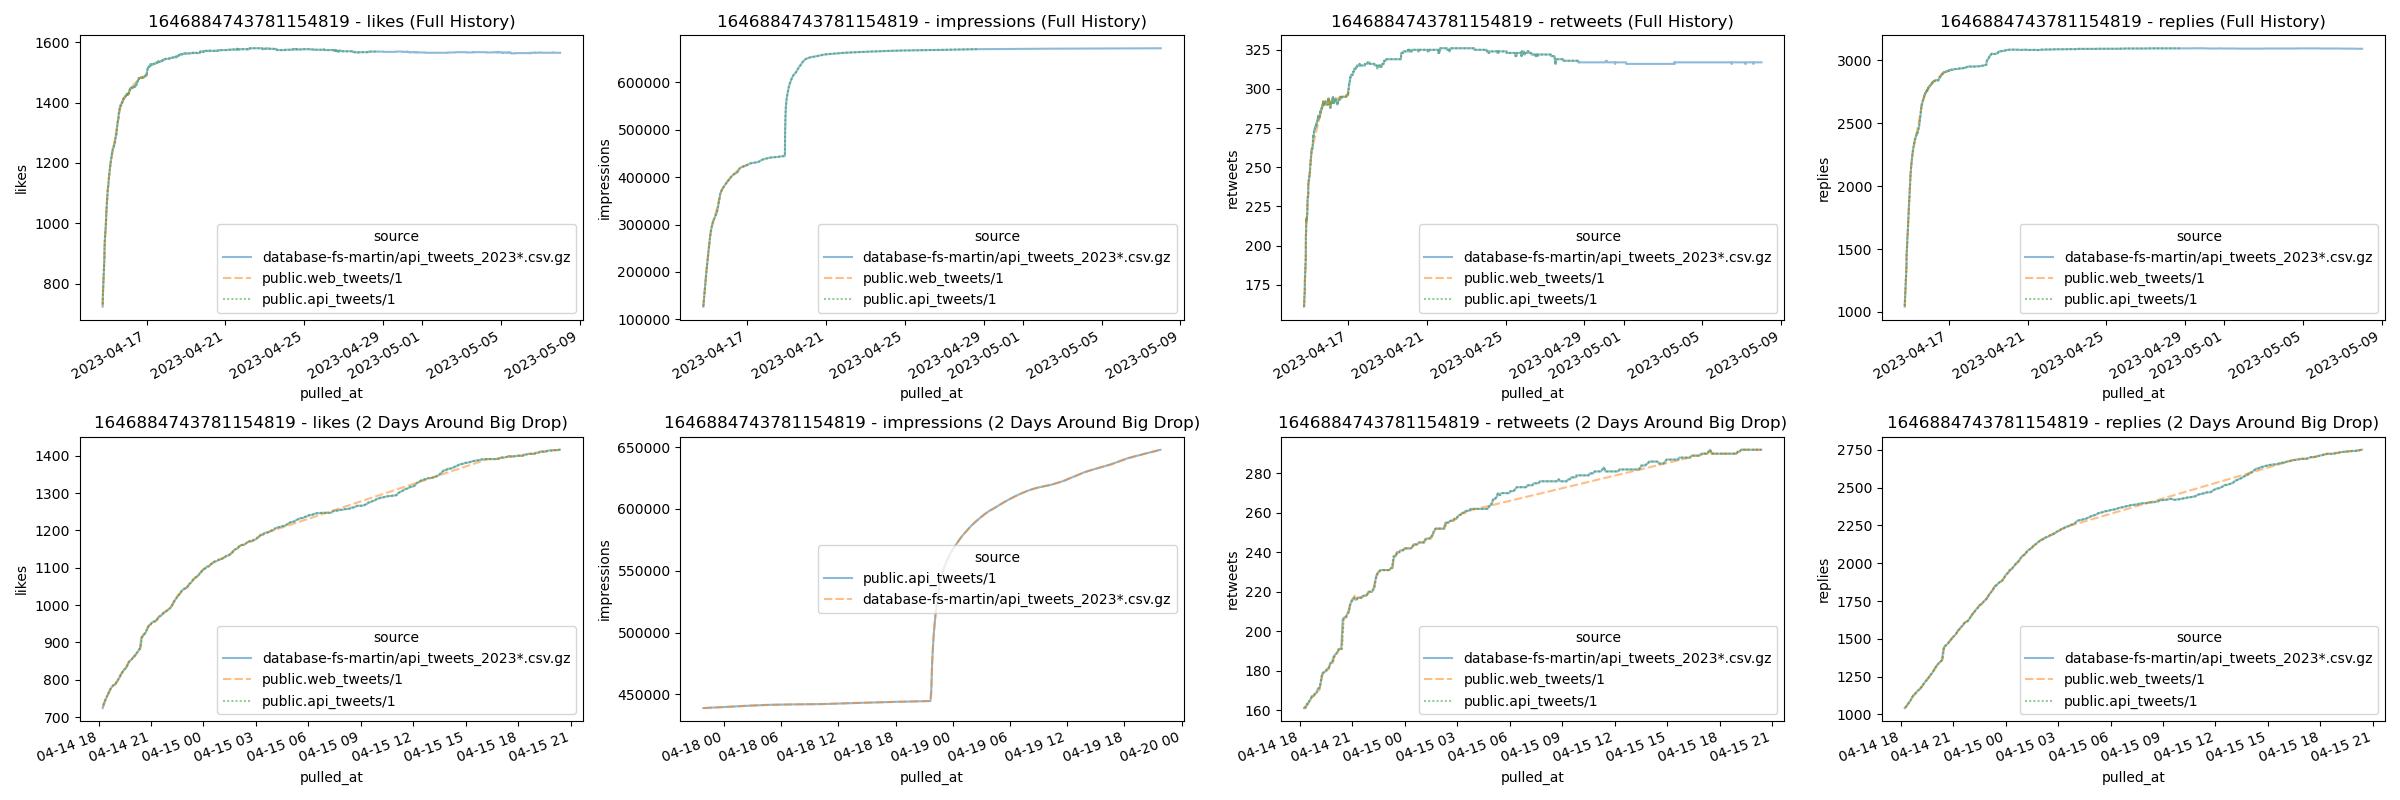 1646884743781154819 - likes (Full History)
likes
1600
1400
1200
1000
800
source
database-fs-martin/api_tweets_2023*.csv.gz
public.web_tweets/1
public.api_tweets/1
2023-04-17
2023-04-21
2023-04-25
2023-04-29
2023-05-01
2023-05-05
2023-05-09
pulled_at
1646884743781154819 - impressions (Full History)
impressions
600000
500000
400000
300000
200000
100000
source
database-fs-martin/api_tweets_2023*.csv.gz
public.web_tweets/1
public.api_tweets/1
2023-04-17
2023-04-21
2023-04-25
2023-04-29
2023-05-01
2023-05-05
2023-05-09
pulled_at
1646884743781154819 - retweets (Full History)
retweets
325
300
275
250
225
200
175
source
database-fs-martin/api_tweets_2023*.csv.gz
public.web_tweets/1
public.api_tweets/1
2023-04-17
2023-04-21
2023-04-25
2023-04-29
2023-05-01
2023-05-05
2023-05-09
pulled_at
1646884743781154819 - replies (Full History)
replies
3000
2500
2000
1500
1000
source
database-fs-martin/api_tweets_2023*.csv.gz
public.web_tweets/1
public.api_tweets/1
2023-04-17
2023-04-21
2023-04-25
2023-04-29
2023-05-01
2023-05-05
2023-05-09
pulled_at
1646884743781154819 - likes (2 Days Around Big Drop)
likes
1400
1300
1200
1100
1000
900
800
700
source
database-fs-martin/api_tweets_2023*.csv.gz
public.web_tweets/1
public.api_tweets/1
04-14 18
04-14 21
04-15 00
04-15 03
04-15 06
04-15 09
04-15 12
04-15 15
04-15 18
04-15 21
pulled_at
1646884743781154819 - impressions (2 Days Around Big Drop)
impressions
650000
600000
550000
500000
450000
source
public.api_tweets/1
database-fs-martin/api_tweets_2023*.csv.gz
04-18 00
04-18 06
04-18 12
04-18 18
04-19 00
04-19 06
04-19 12
04-19 18
04-20 00
pulled_at
1646884743781154819 - retweets (2 Days Around Big Drop)
retweets
280
260
240
220
200
180
160
source
database-fs-martin/api_tweets_2023*.csv.gz
public.web_tweets/1
public.api_tweets/1
04-14 18
04-14 21
04-15 00
04-15 03
04-15 06
04-15 09
04-15 12
04-15 15
04-15 18
04-15 21
pulled_at
1646884743781154819 - replies (2 Days Around Big Drop)
replies
2750
2500
2250
2000
1750
1500
1250
1000
source
database-fs-martin/api_tweets_2023*.csv.gz
public.web_tweets/1
public.api_tweets/1
04-14 18
04-14 21
04-15 00
04-15 03
04-15 06
04-15 09
04-15 12
04-15 15
04-15 18
04-15 21
pulled_at